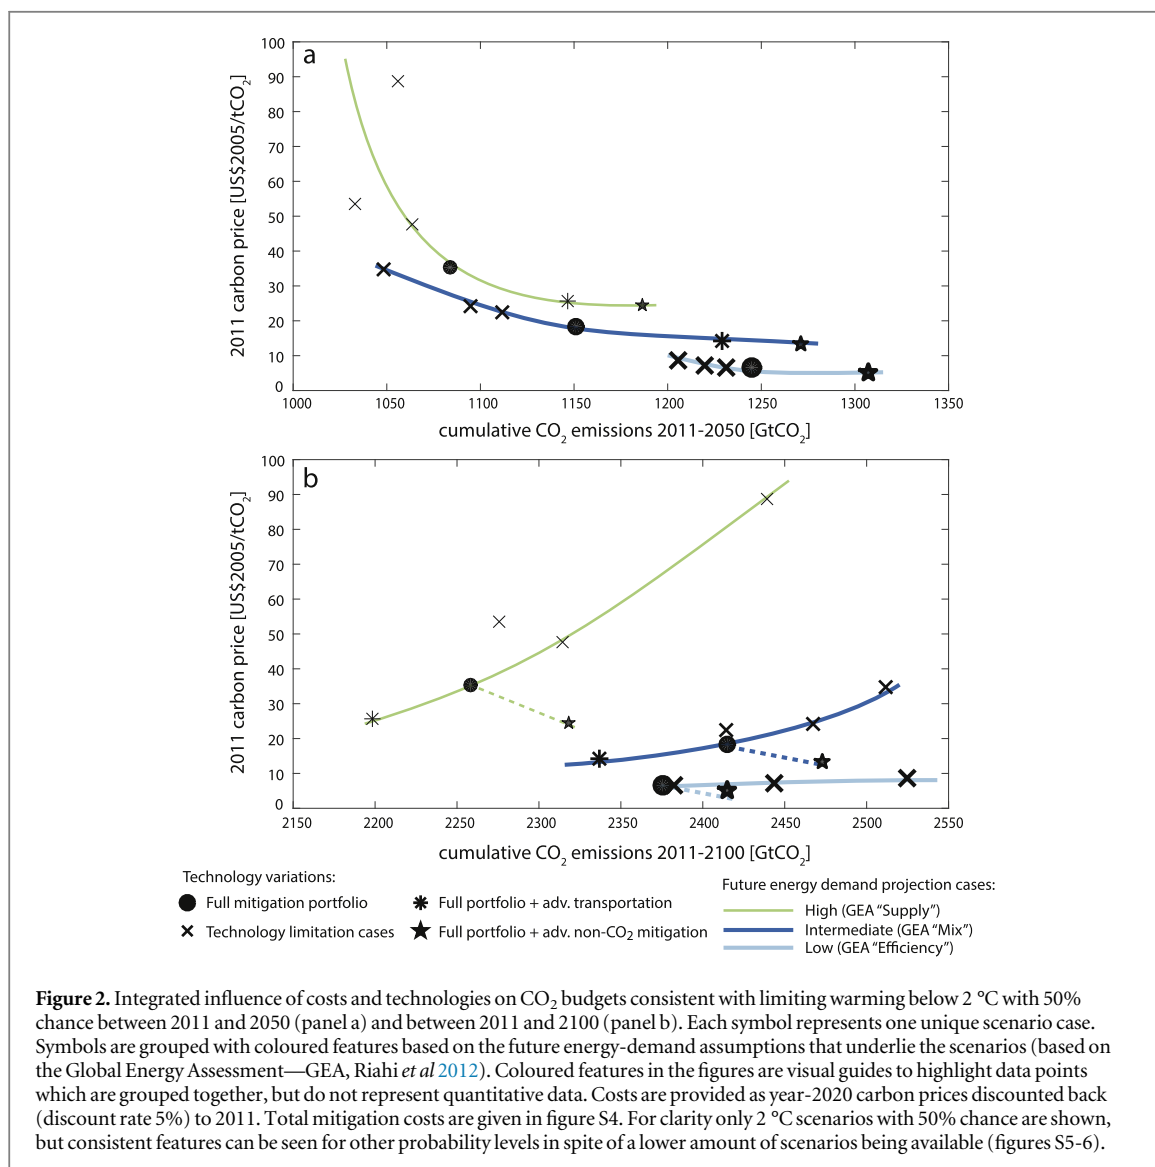 a
2011 carbon price [US$2005/tCO2]
100
90
80
70
60
50
40
30
20
10
0
1000 1050 1100 1150 1200 1250 1300 1350
cumulative CO2 emissions 2011-2050 [GtCO2]
b
2011 carbon price [US$2005/tCO2]
100
90
80
70
60
50
40
30
20
10
0
2150 2200 2250 2300 2350 2400 2450 2500 2550
cumulative CO2 emissions 2011-2100 [GtCO2]
Technology variations:
Full mitigation portfolio
Technology limitation cases
Full portfolio + adv. transportation
Full portfolio + adv. non-CO2 mitigation
Future energy demand projection cases:
High (GEA “Supply”)
Intermediate (GEA “Mix”)
Low (GEA “Efficiency”)
Figure 2. Integrated influence of costs and technologies on CO2 budgets consistent with limiting warming below 2 °C with 50%
chance between 2011 and 2050 (panel a) and between 2011 and 2100 (panel b). Each symbol represents one unique scenario case.
Symbols are grouped with coloured features based on the future energy-demand assumptions that underlie the scenarios (based on
the Global Energy Assessment—GEA, Riahi et al 2012). Coloured features in the figures are visual guides to highlight data points
which are grouped together, but do not represent quantitative data. Costs are provided as year-2020 carbon prices discounted back
(discount rate 5%) to 2011. Total mitigation costs are given in figure S4. For clarity only 2 °C scenarios with 50% chance are shown,
but consistent features can be seen for other probability levels in spite of a lower amount of scenarios being available (figures S5-6).